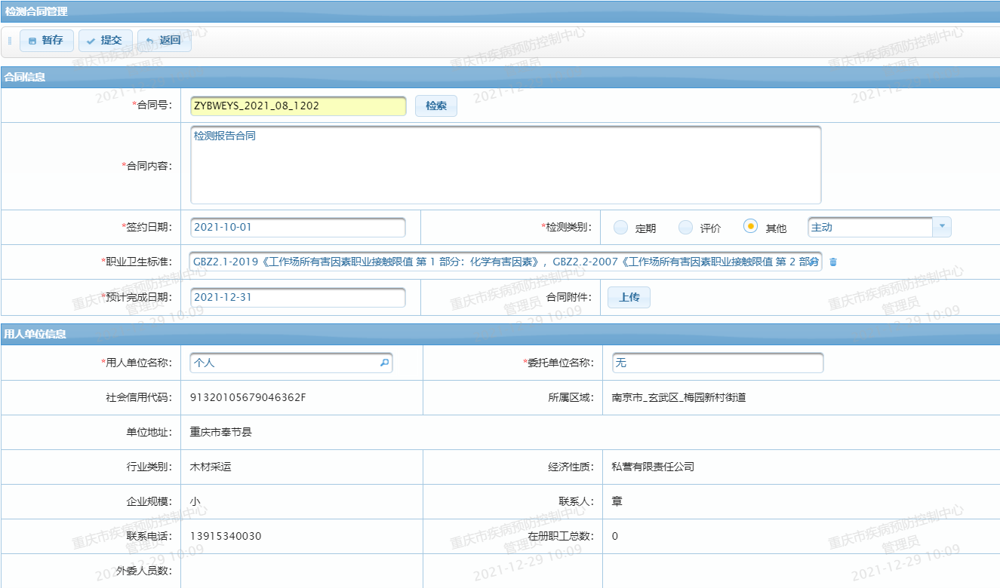 检测合同管理
暂存 提交 返回
合同信息
*合同号: ZYBWEYS_2021_08_1202 检索
*合同内容: 检测报告合同
*签约日期: 2021-10-01 *检测类别: 定期 评价 其他 主动
*职业卫生标准: GBZ2.1-2019《工作场所有害因素职业接触限值 第 1 部分：化学有害因素》，GBZ2.2-2007《工作场所有害因素职业接触限值 第 2 部分
*预计完成日期: 2021-12-31 合同附件: 上传
用人单位信息
*用人单位名称: 个人 *委托单位名称: 无
社会信用代码: 91320105679046362F 所属区域: 南京市_玄武区_梅园新村街道
单位地址: 重庆市奉节县
行业类别: 木材采运 经济性质: 私营有限责任公司
企业规模: 小 联系人: 章
联系电话: 13915340030 在册职工总数: 0
外委人员数:
重庆市疾病预防控制中心
管理员
2021-12-29 10:09